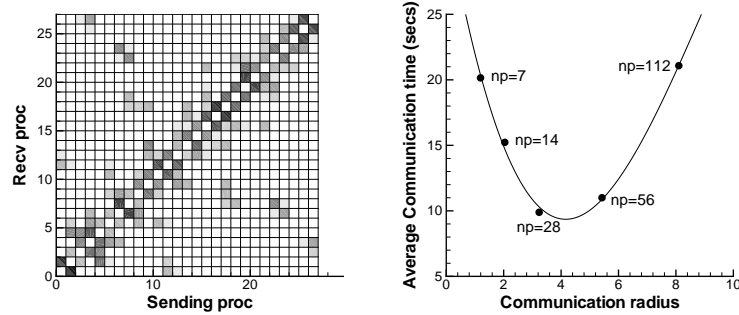 Recv proc
25
20
15
10
5
0
0
10
20
Sending proc
Average Communication time (secs)
25
20
15
10
5
np=7
np=14
np=28
np=56
np=112
0
2
4
6
8
10
Communication radius